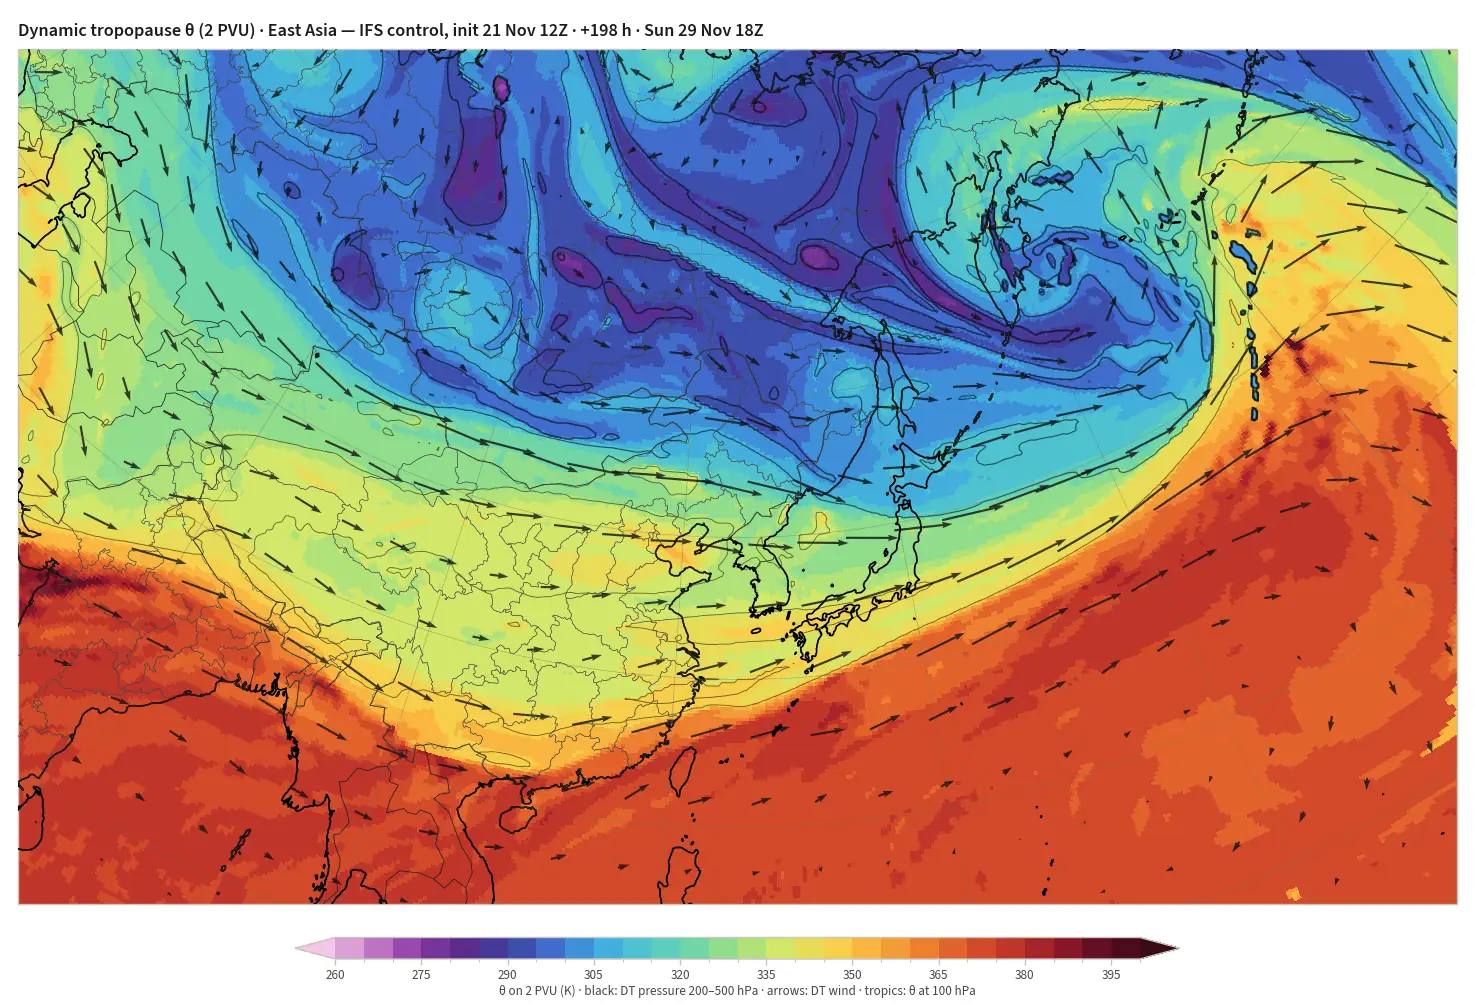 Dynamic tropopause θ (2 PVU) · East Asia — IFS control, init 21 Nov 12Z · +198 h · Sun 29 Nov 18Z
260 275 290 305 320 335 350 365 380 395
θ on 2 PVU (K) · black: DT pressure 200–500 hPa · arrows: DT wind · tropics: θ at 100 hPa